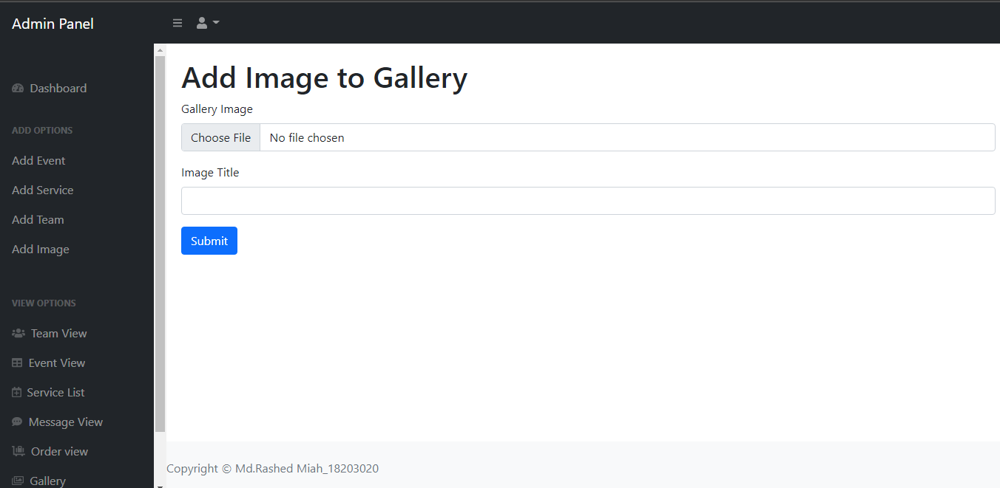 Admin Panel
Dashboard
ADD OPTIONS
Add Event
Add Service
Add Team
Add Image
VIEW OPTIONS
Team View
Event View
Service List
Message View
Order view
Gallery
Add Image to Gallery
Gallery Image
Choose File No file chosen
Image Title
Submit
Copyright © Md.Rashed Miah_18203020